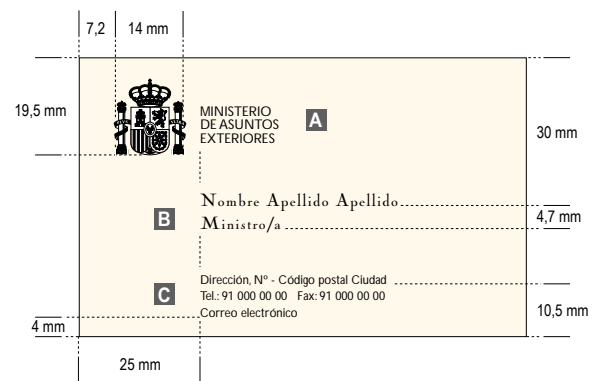 7,2 14 mm
19,5 mm
MINISTERIO
DE ASUNTOS
EXTERIORES
A
30 mm
Nombre Apellido Apellido
B
Ministro/a
4,7 mm
Dirección, Nº - Código postal Ciudad
C
Tel.: 91 000 00 00 Fax: 91 000 00 00
Correo electrónico
10,5 mm
4 mm
25 mm